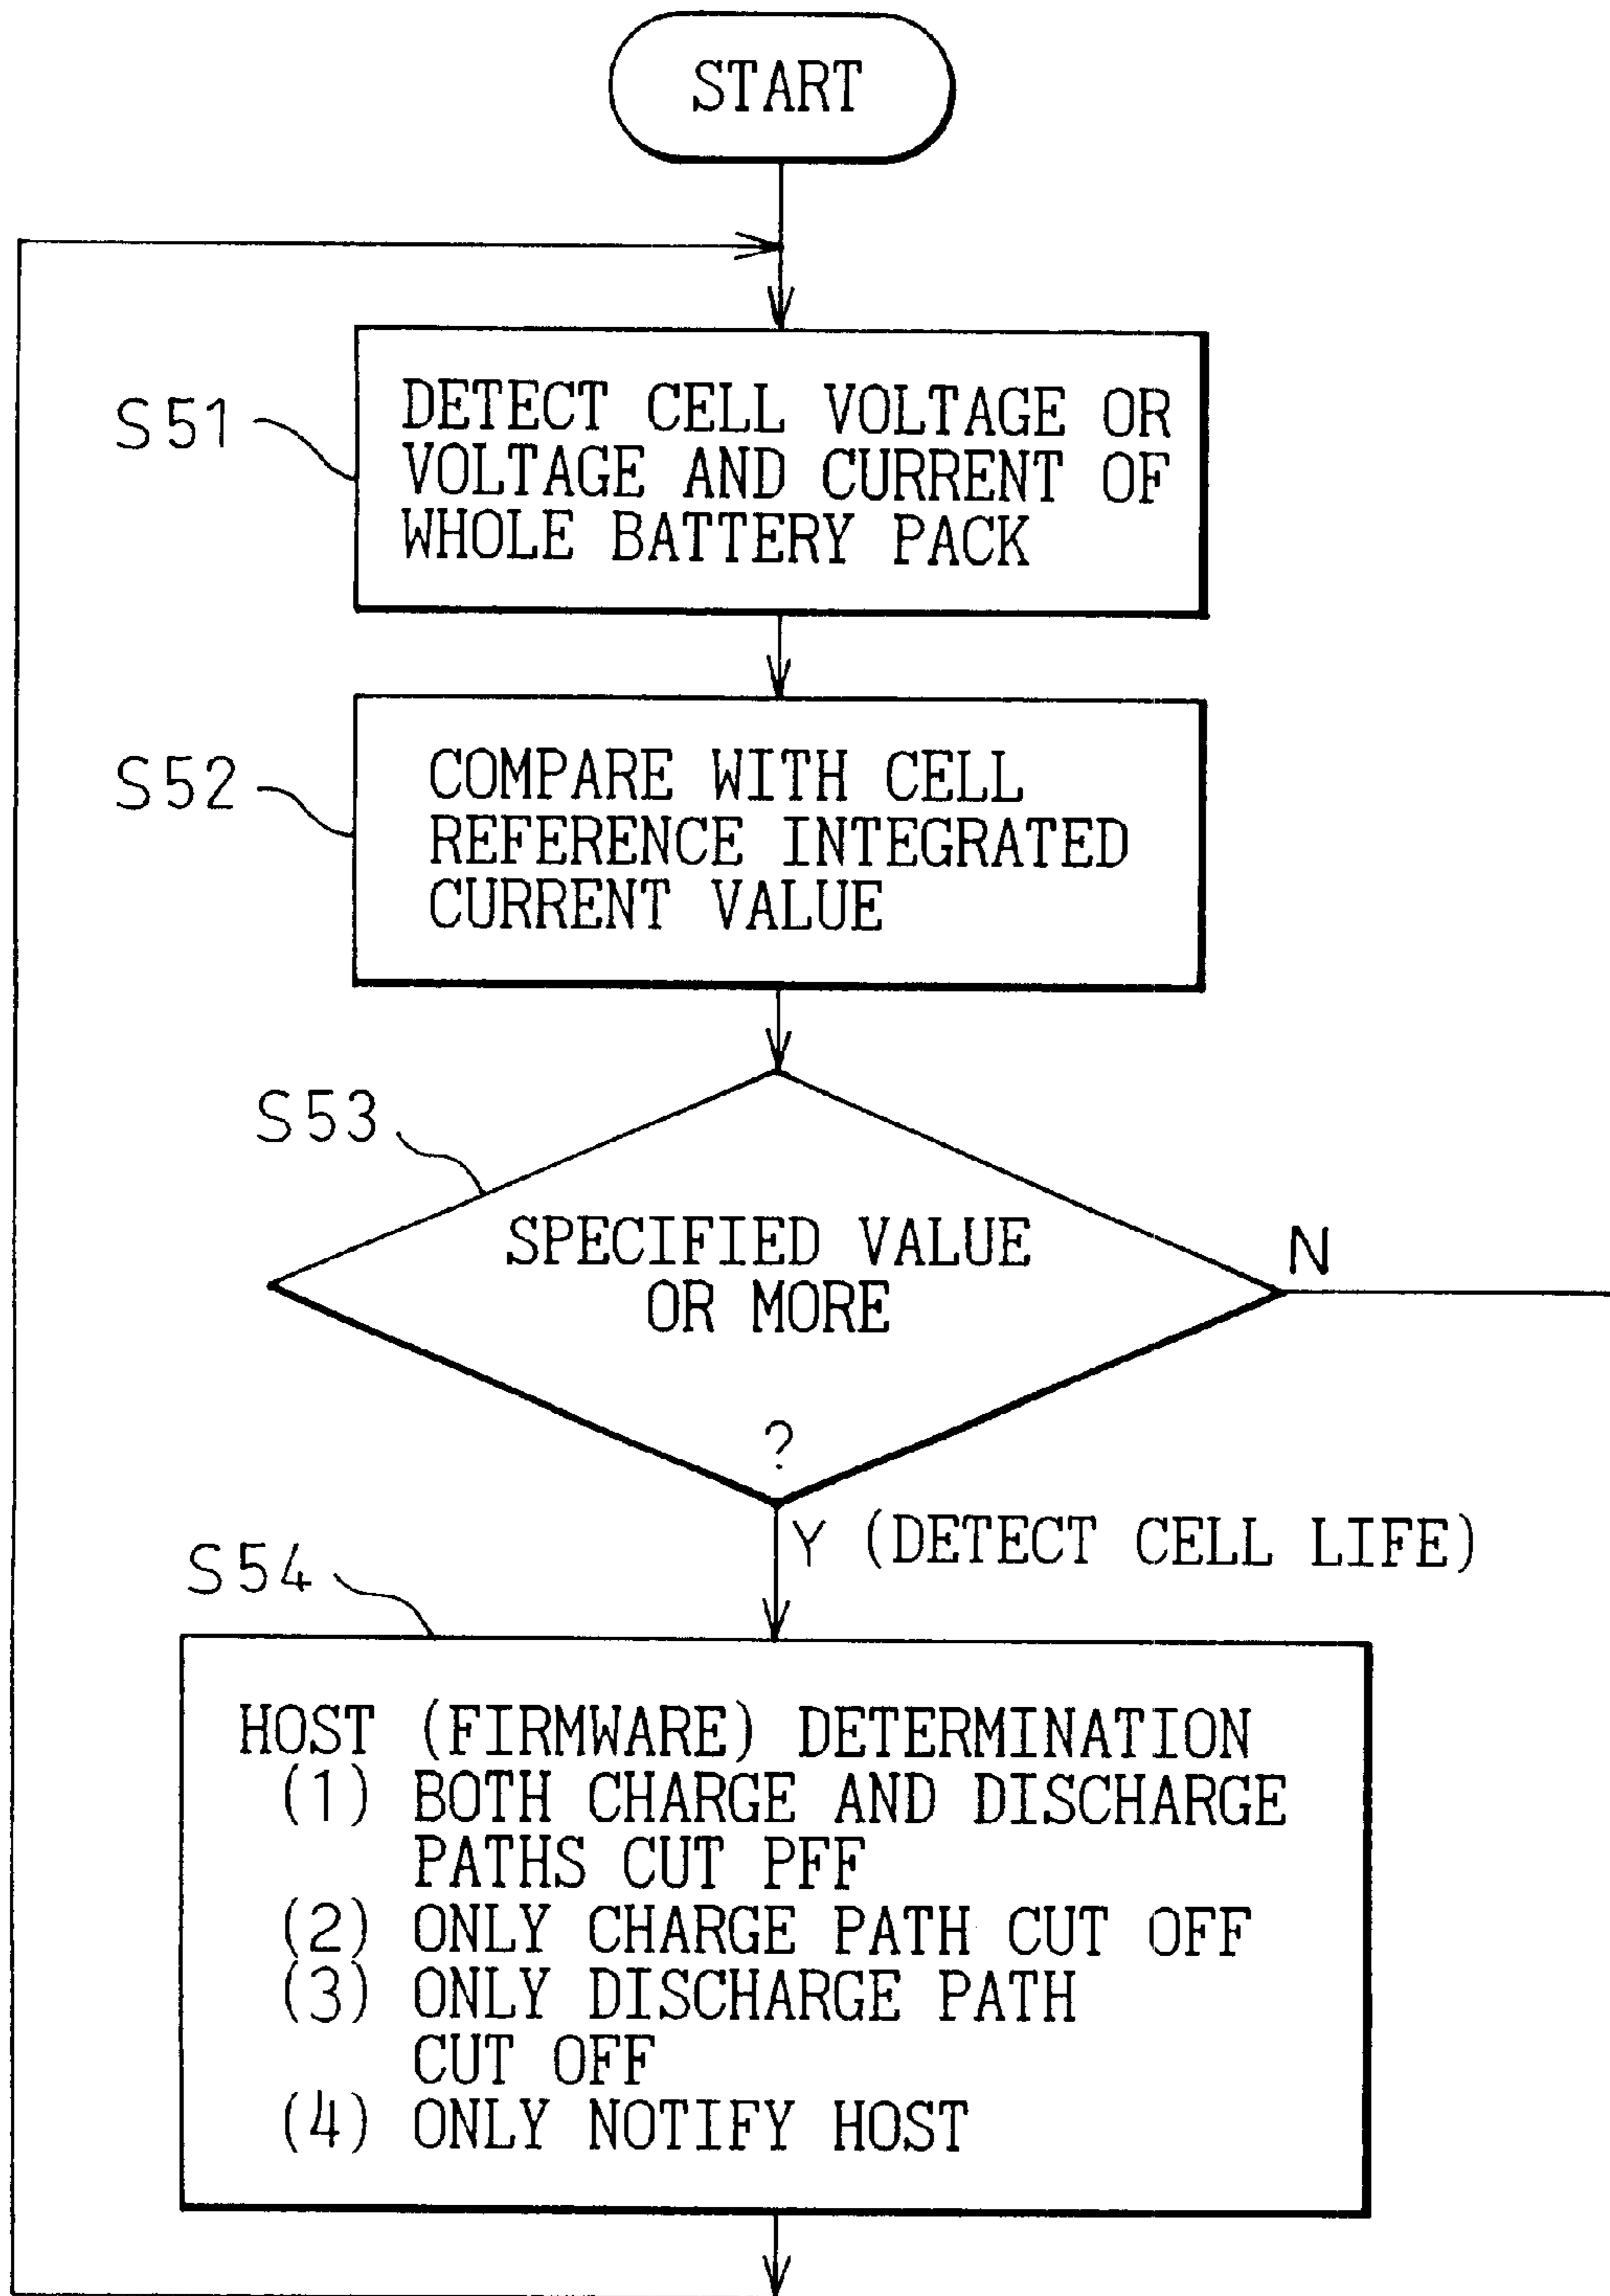 START
S51
DETECT CELL VOLTAGE OR
VOLTAGE AND CURRENT OF
WHOLE BATTERY PACK
S52
COMPARE WITH CELL
REFERENCE INTEGRATED
CURRENT VALUE
S53
SPECIFIED VALUE
OR MORE
?
N
Y (DETECT CELL LIFE)
S54
HOST (FIRMWARE) DETERMINATION
(1) BOTH CHARGE AND DISCHARGE
PATHS CUT PFF
(2) ONLY CHARGE PATH CUT OFF
(3) ONLY DISCHARGE PATH
CUT OFF
(4) ONLY NOTIFY HOST